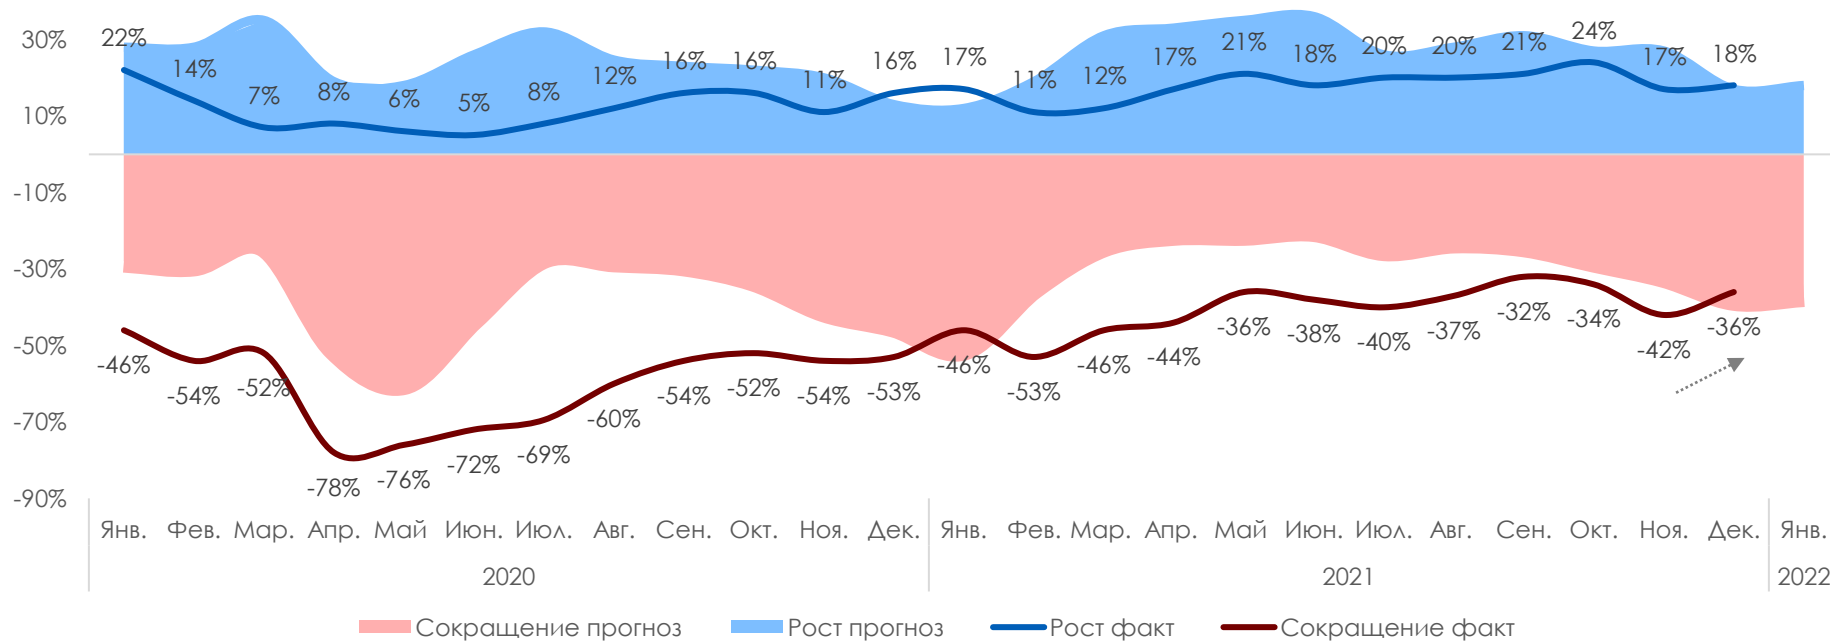 30%
10%
-10%
-30%
-50%
-70%
-90%
22% 14% 7% 8% 6% 5% 8% 12% 16% 16% 11% 16% 17% 11% 12% 17% 21% 18% 20% 20% 21% 24% 17% 18%
-46% -54% -52% -78% -76% -72% -69% -60% -54% -52% -54% -53% -46% -53% -46% -44% -36% -38% -40% -37% -32% -34% -42% -36%
Янв. Фев. Мар. Апр. Май Июн. Июл. Авг. Сен. Окт. Ноя. Дек. Янв. Фев. Мар. Апр. Май Июн. Июл. Авг. Сен. Окт. Ноя. Дек. Янв.
2020 2021 2022
Сокращение прогноз Рост прогноз Рост факт Сокращение факт